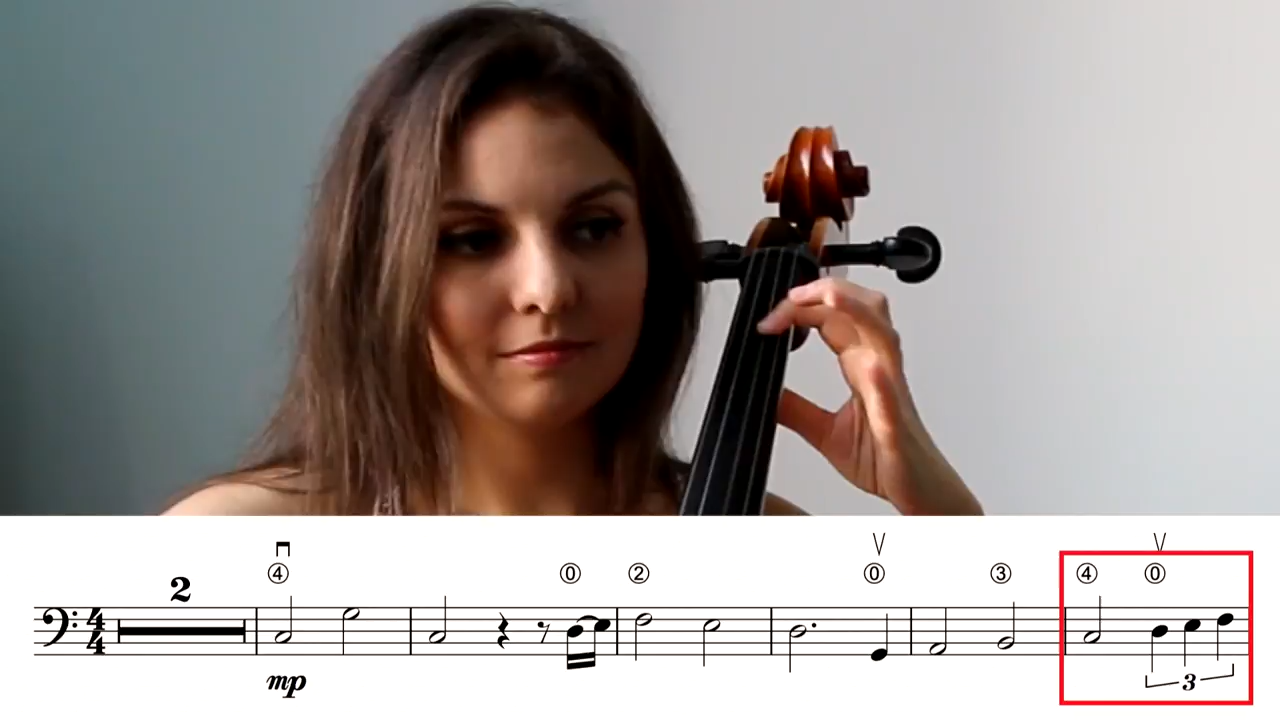 2
④ ⓪ ② ⓪ ③ ④ ⓪
4
4
mp
3